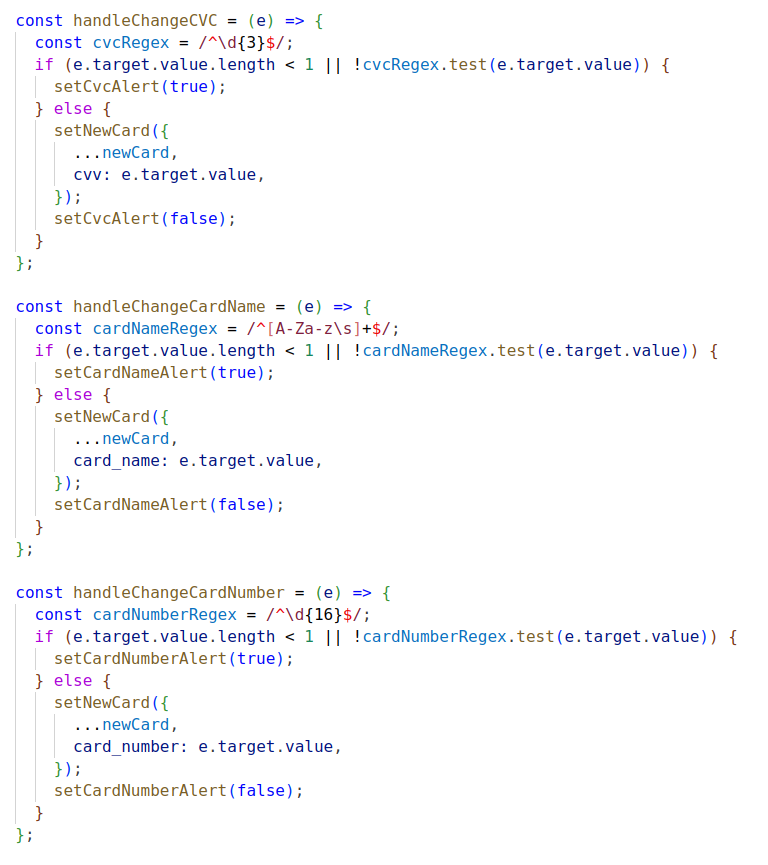 const handleChangeCVC = (e) => {
  const cvcRegex = /^\d{3}$/;
  if (e.target.value.length < 1 || !cvcRegex.test(e.target.value)) {
    setCvcAlert(true);
  } else {
    setNewCard({
      ...newCard,
      cvv: e.target.value,
    });
    setCvcAlert(false);
  }
};

const handleChangeCardName = (e) => {
  const cardNameRegex = /^[A-Za-z\s]+$/;
  if (e.target.value.length < 1 || !cardNameRegex.test(e.target.value)) {
    setCardNameAlert(true);
  } else {
    setNewCard({
      ...newCard,
      card_name: e.target.value,
    });
    setCardNameAlert(false);
  }
};

const handleChangeCardNumber = (e) => {
  const cardNumberRegex = /^\d{16}$/;
  if (e.target.value.length < 1 || !cardNumberRegex.test(e.target.value)) {
    setCardNumberAlert(true);
  } else {
    setNewCard({
      ...newCard,
      card_number: e.target.value,
    });
    setCardNumberAlert(false);
  }
};